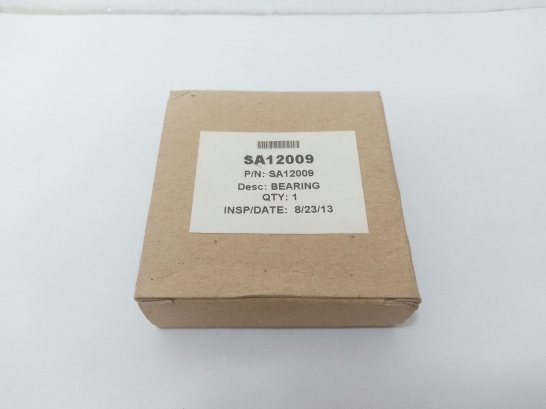 SA12009
P/N: SA12009
Desc: BEARING
QTY: 1
INSP/DATE: 8/23/13